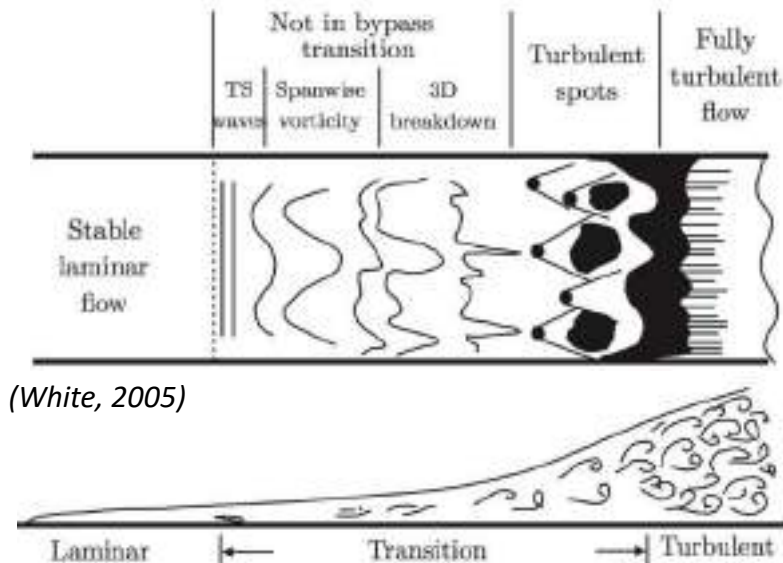 Not in bypass
transition
Turbulent
spots
Fully
turbulent
flow
TS
waves
Spanwise
vorticity
3D
breakdown
Stable
laminar
flow
(White, 2005)
Laminar
Transition
Turbulent